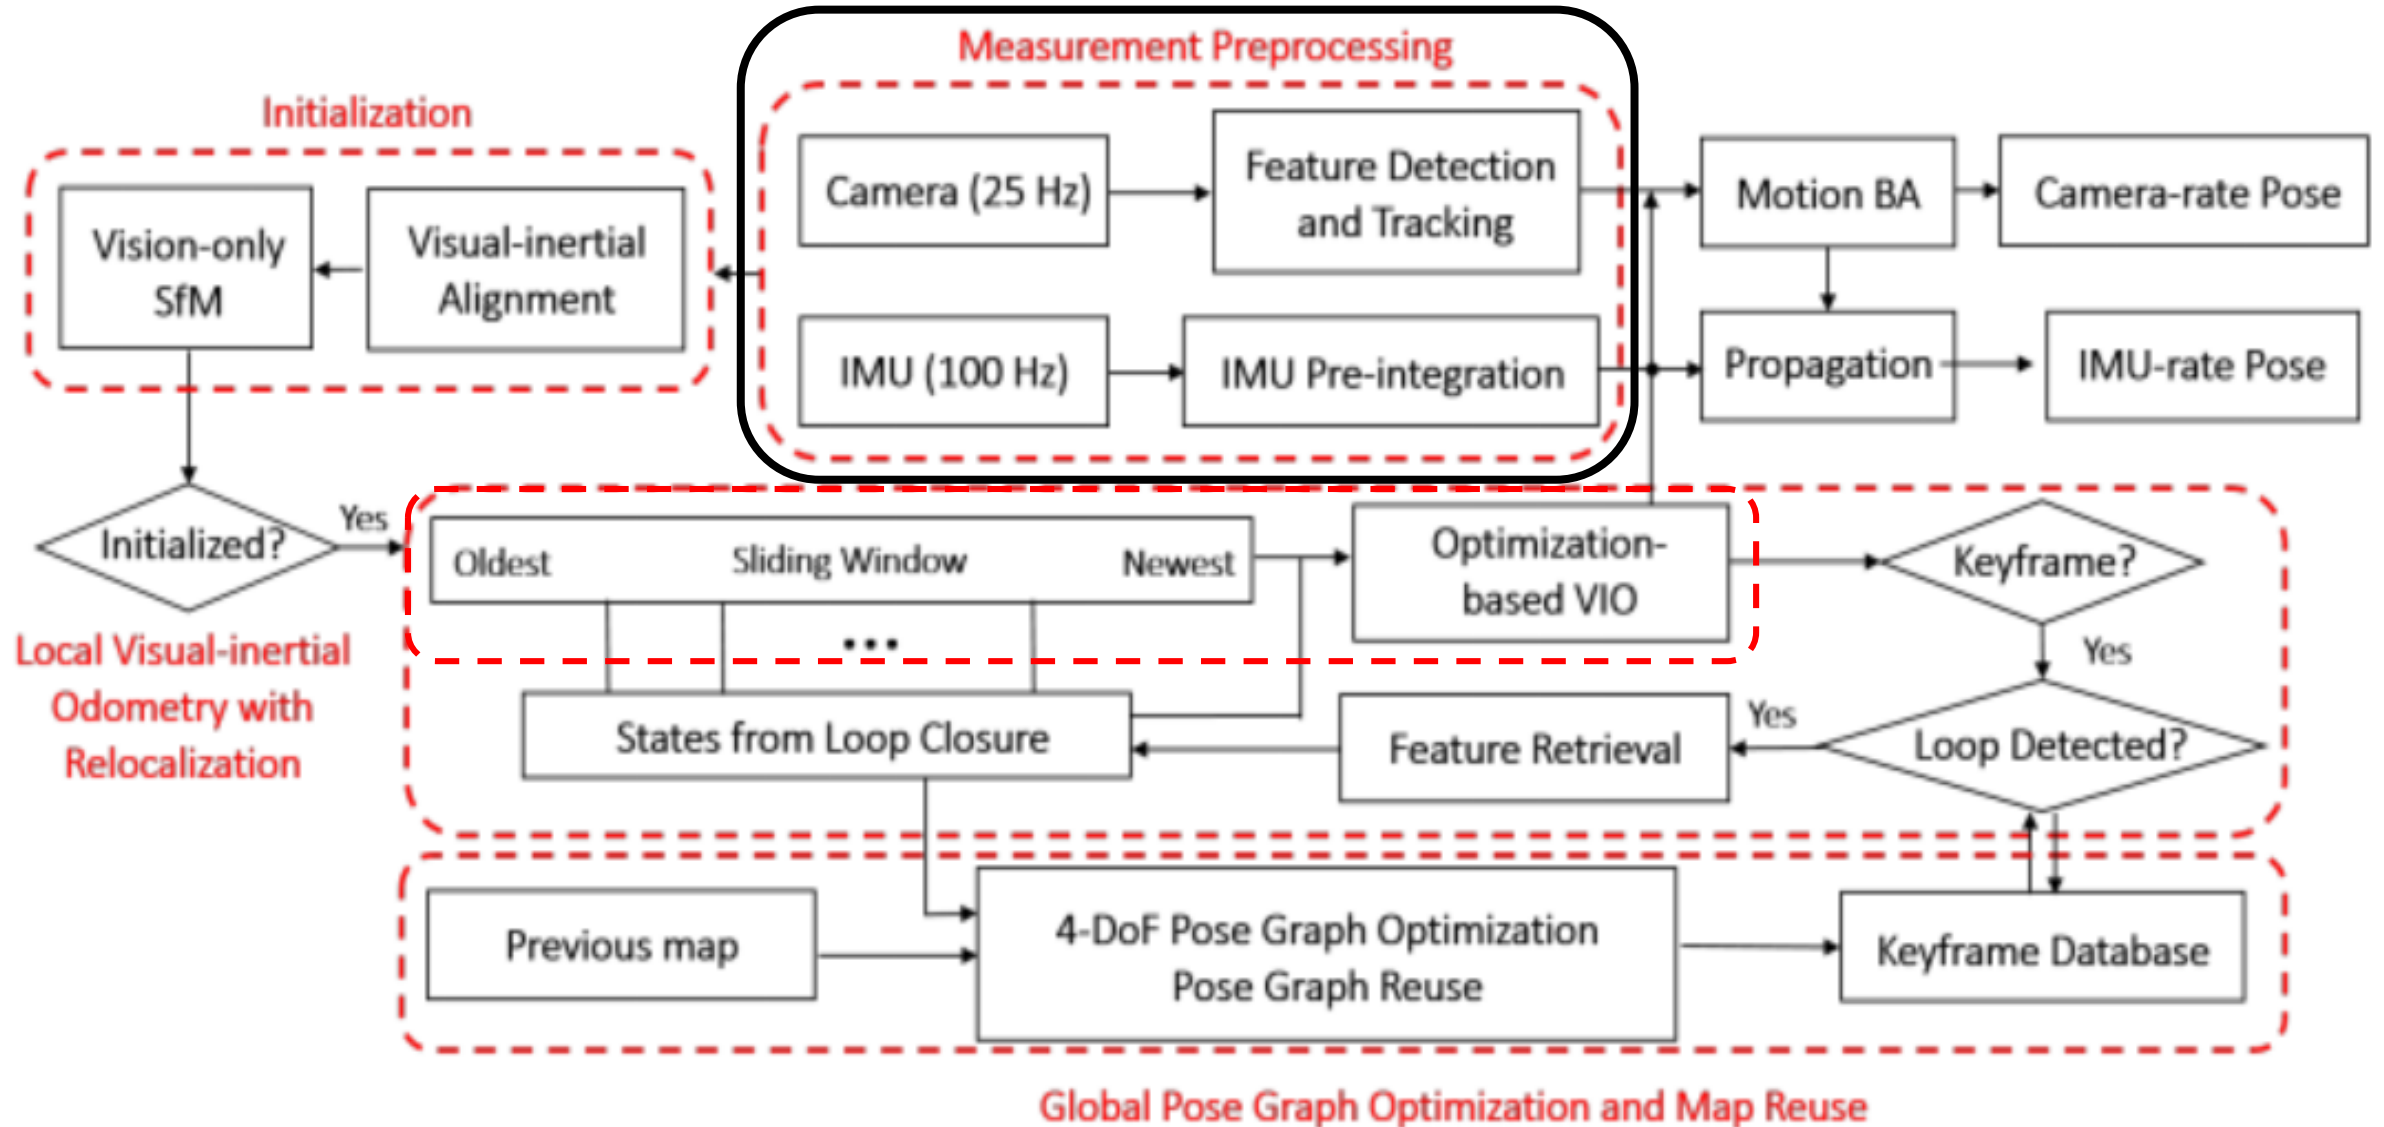 Measurement Preprocessing
Initialization
Camera (25 Hz)
Feature Detection
and Tracking
Motion BA
Camera-rate Pose
Vision-only
SfM
Visual-inertial
Alignment
IMU (100 Hz)
IMU Pre-integration
Propagation
IMU-rate Pose
Initialized?
Yes
Oldest
Sliding Window
Newest
Optimization-
based VIO
Keyframe?
Yes
...
Local Visual-inertial
Odometry with
Relocalization
States from Loop Closure
Feature Retrieval
Yes
Loop Detected?
Previous map
4-DoF Pose Graph Optimization
Pose Graph Reuse
Keyframe Database
Global Pose Graph Optimization and Map Reuse